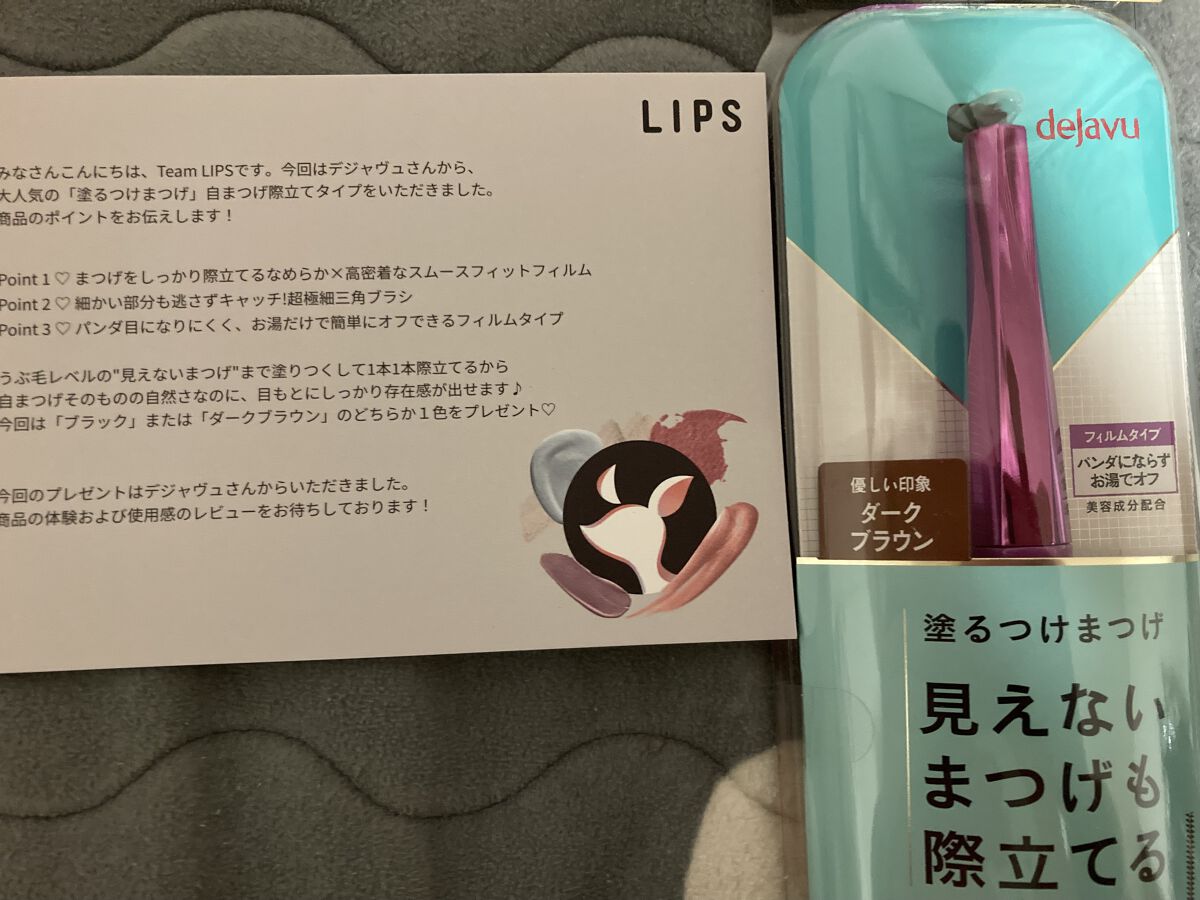 LIPS
みなさんこんにちは、Team LIPSです。今回はデジャヴュさんから、
大人気の「塗るつけまつげ」自まつげ際立てタイプをいただきました。
商品のポイントをお伝えします！
Point 1 ♡ まつげをしっかり際立てるなめらか×高密着なスムースフィットフィルム
Point 2 ♡ 細かい部分も逃さずキャッチ!超極細三角ブラシ
Point 3 ♡ パンダ目になりにくく、お湯だけで簡単にオフできるフィルムタイプ
うぶ毛レベルの"見えないまつげ"まで塗りつくして1本1本際立てるから
自まつげそのものの自然さなのに、目もとにしっかり存在感が出せます♪
今回は「ブラック」または「ダークブラウン」のどちらか１色をプレゼント♡
今回のプレゼントはデジャヴュさんからいただきました。
商品の体験および使用感のレビューをお待ちしております！
dejavu
フィルムタイプ
パンダにならず
お湯でオフ
美容成分配合
優しい印象
ダーク
ブラウン
塗るつけまつげ
見えない
まつげも
際立てる